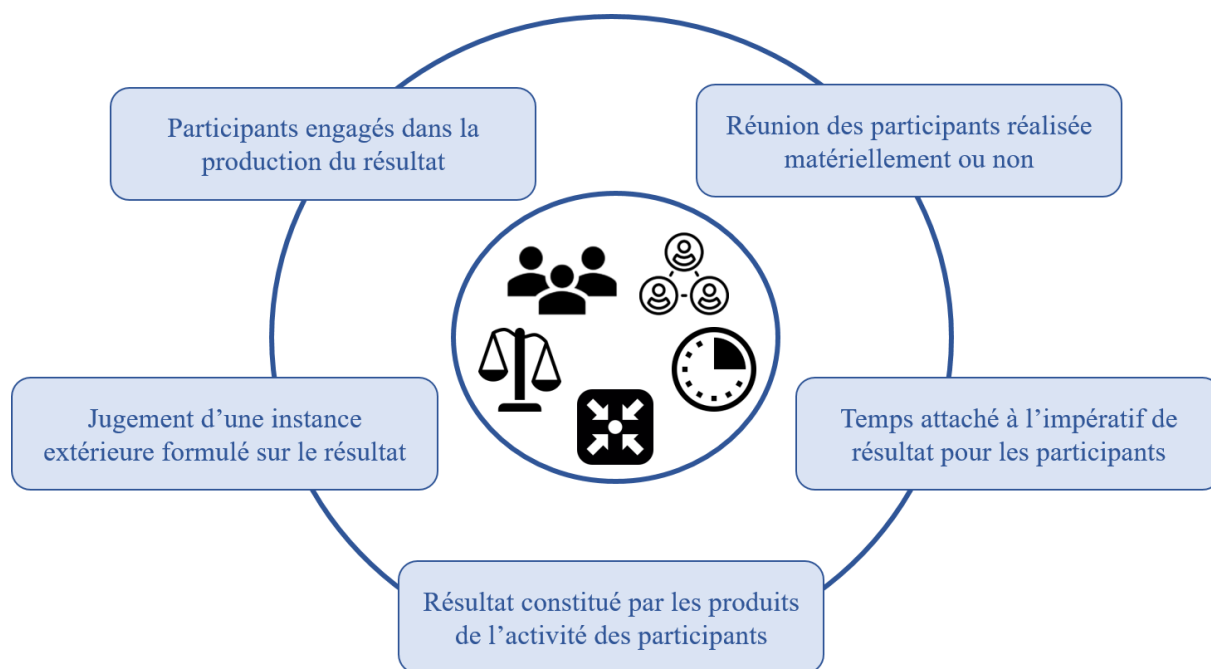 Participants engagés dans la
production du résultat
Réunion des participants réalisée
matériellement ou non
Jugement d’une instance
extérieure formulé sur le résultat
Temps attaché à l’impératif de
résultat pour les participants
Résultat constitué par les produits
de l’activité des participants